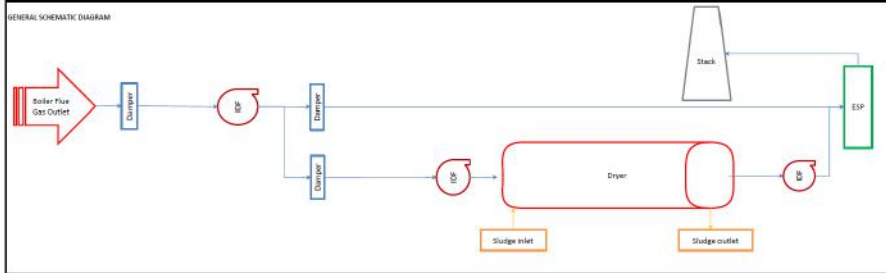 GENERAL SCHEMATIC DIAGRAM
Stack
Boiler Flue
Gas Outlet
Damper
IDF
Damper
ESP
Damper
IDF
Dryer
IDF
Sludge inlet
Sludge outlet